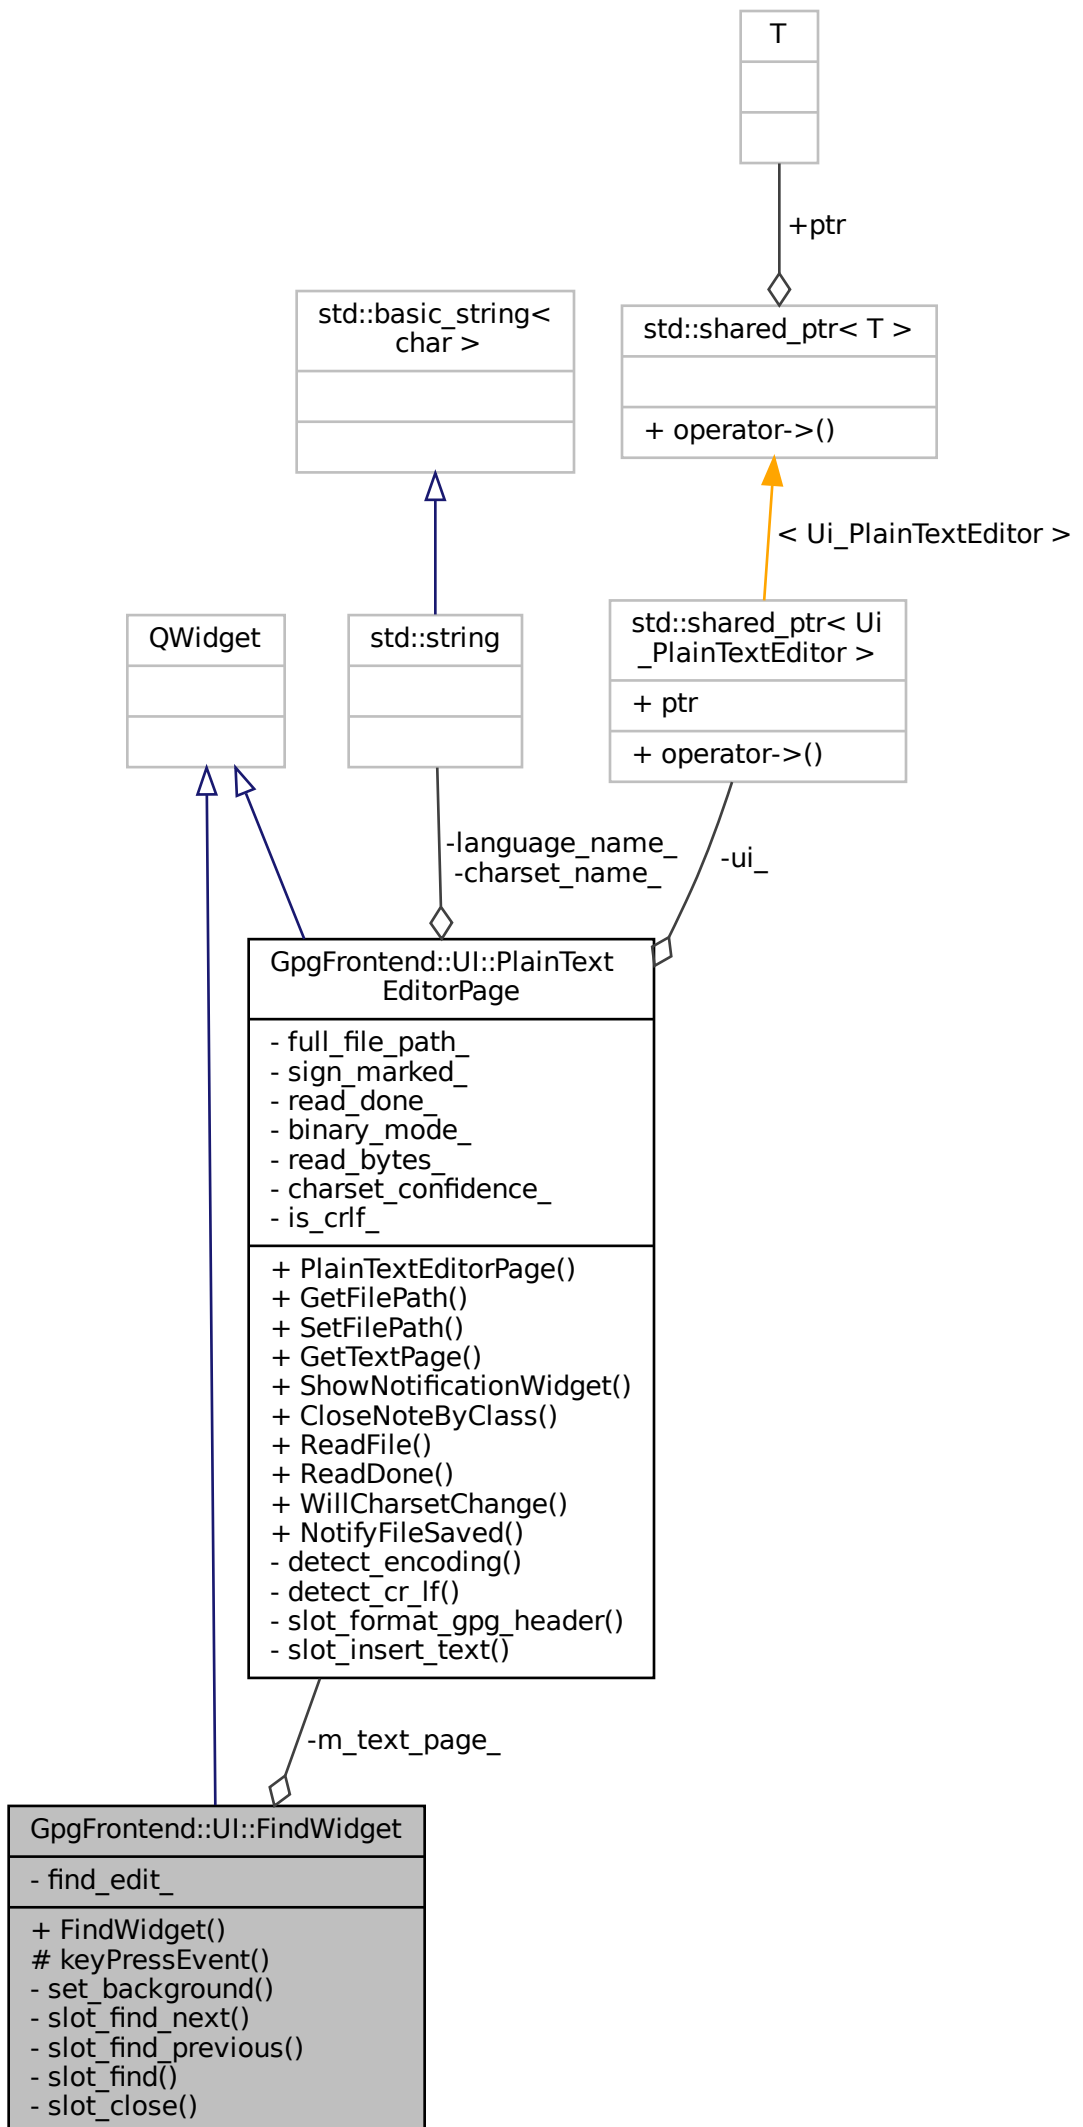 T
+ptr
std::basic_string<
char >
std::shared_ptr< T >
+ operator->()
< Ui_PlainTextEditor >
QWidget
std::string
std::shared_ptr< Ui
_PlainTextEditor >
+ ptr
+ operator->()
-language_name_
-charset_name_
-ui_
GpgFrontend::UI::PlainText
EditorPage
- full_file_path_
- sign_marked_
- read_done_
- binary_mode_
- read_bytes_
- charset_confidence_
- is_crlf_
+ PlainTextEditorPage()
+ GetFilePath()
+ SetFilePath()
+ GetTextPage()
+ ShowNotificationWidget()
+ CloseNoteByClass()
+ ReadFile()
+ ReadDone()
+ WillCharsetChange()
+ NotifyFileSaved()
- detect_encoding()
- detect_cr_lf()
- slot_format_gpg_header()
- slot_insert_text()
-m_text_page_
GpgFrontend::UI::FindWidget
- find_edit_
+ FindWidget()
# keyPressEvent()
- set_background()
- slot_find_next()
- slot_find_previous()
- slot_find()
- slot_close()